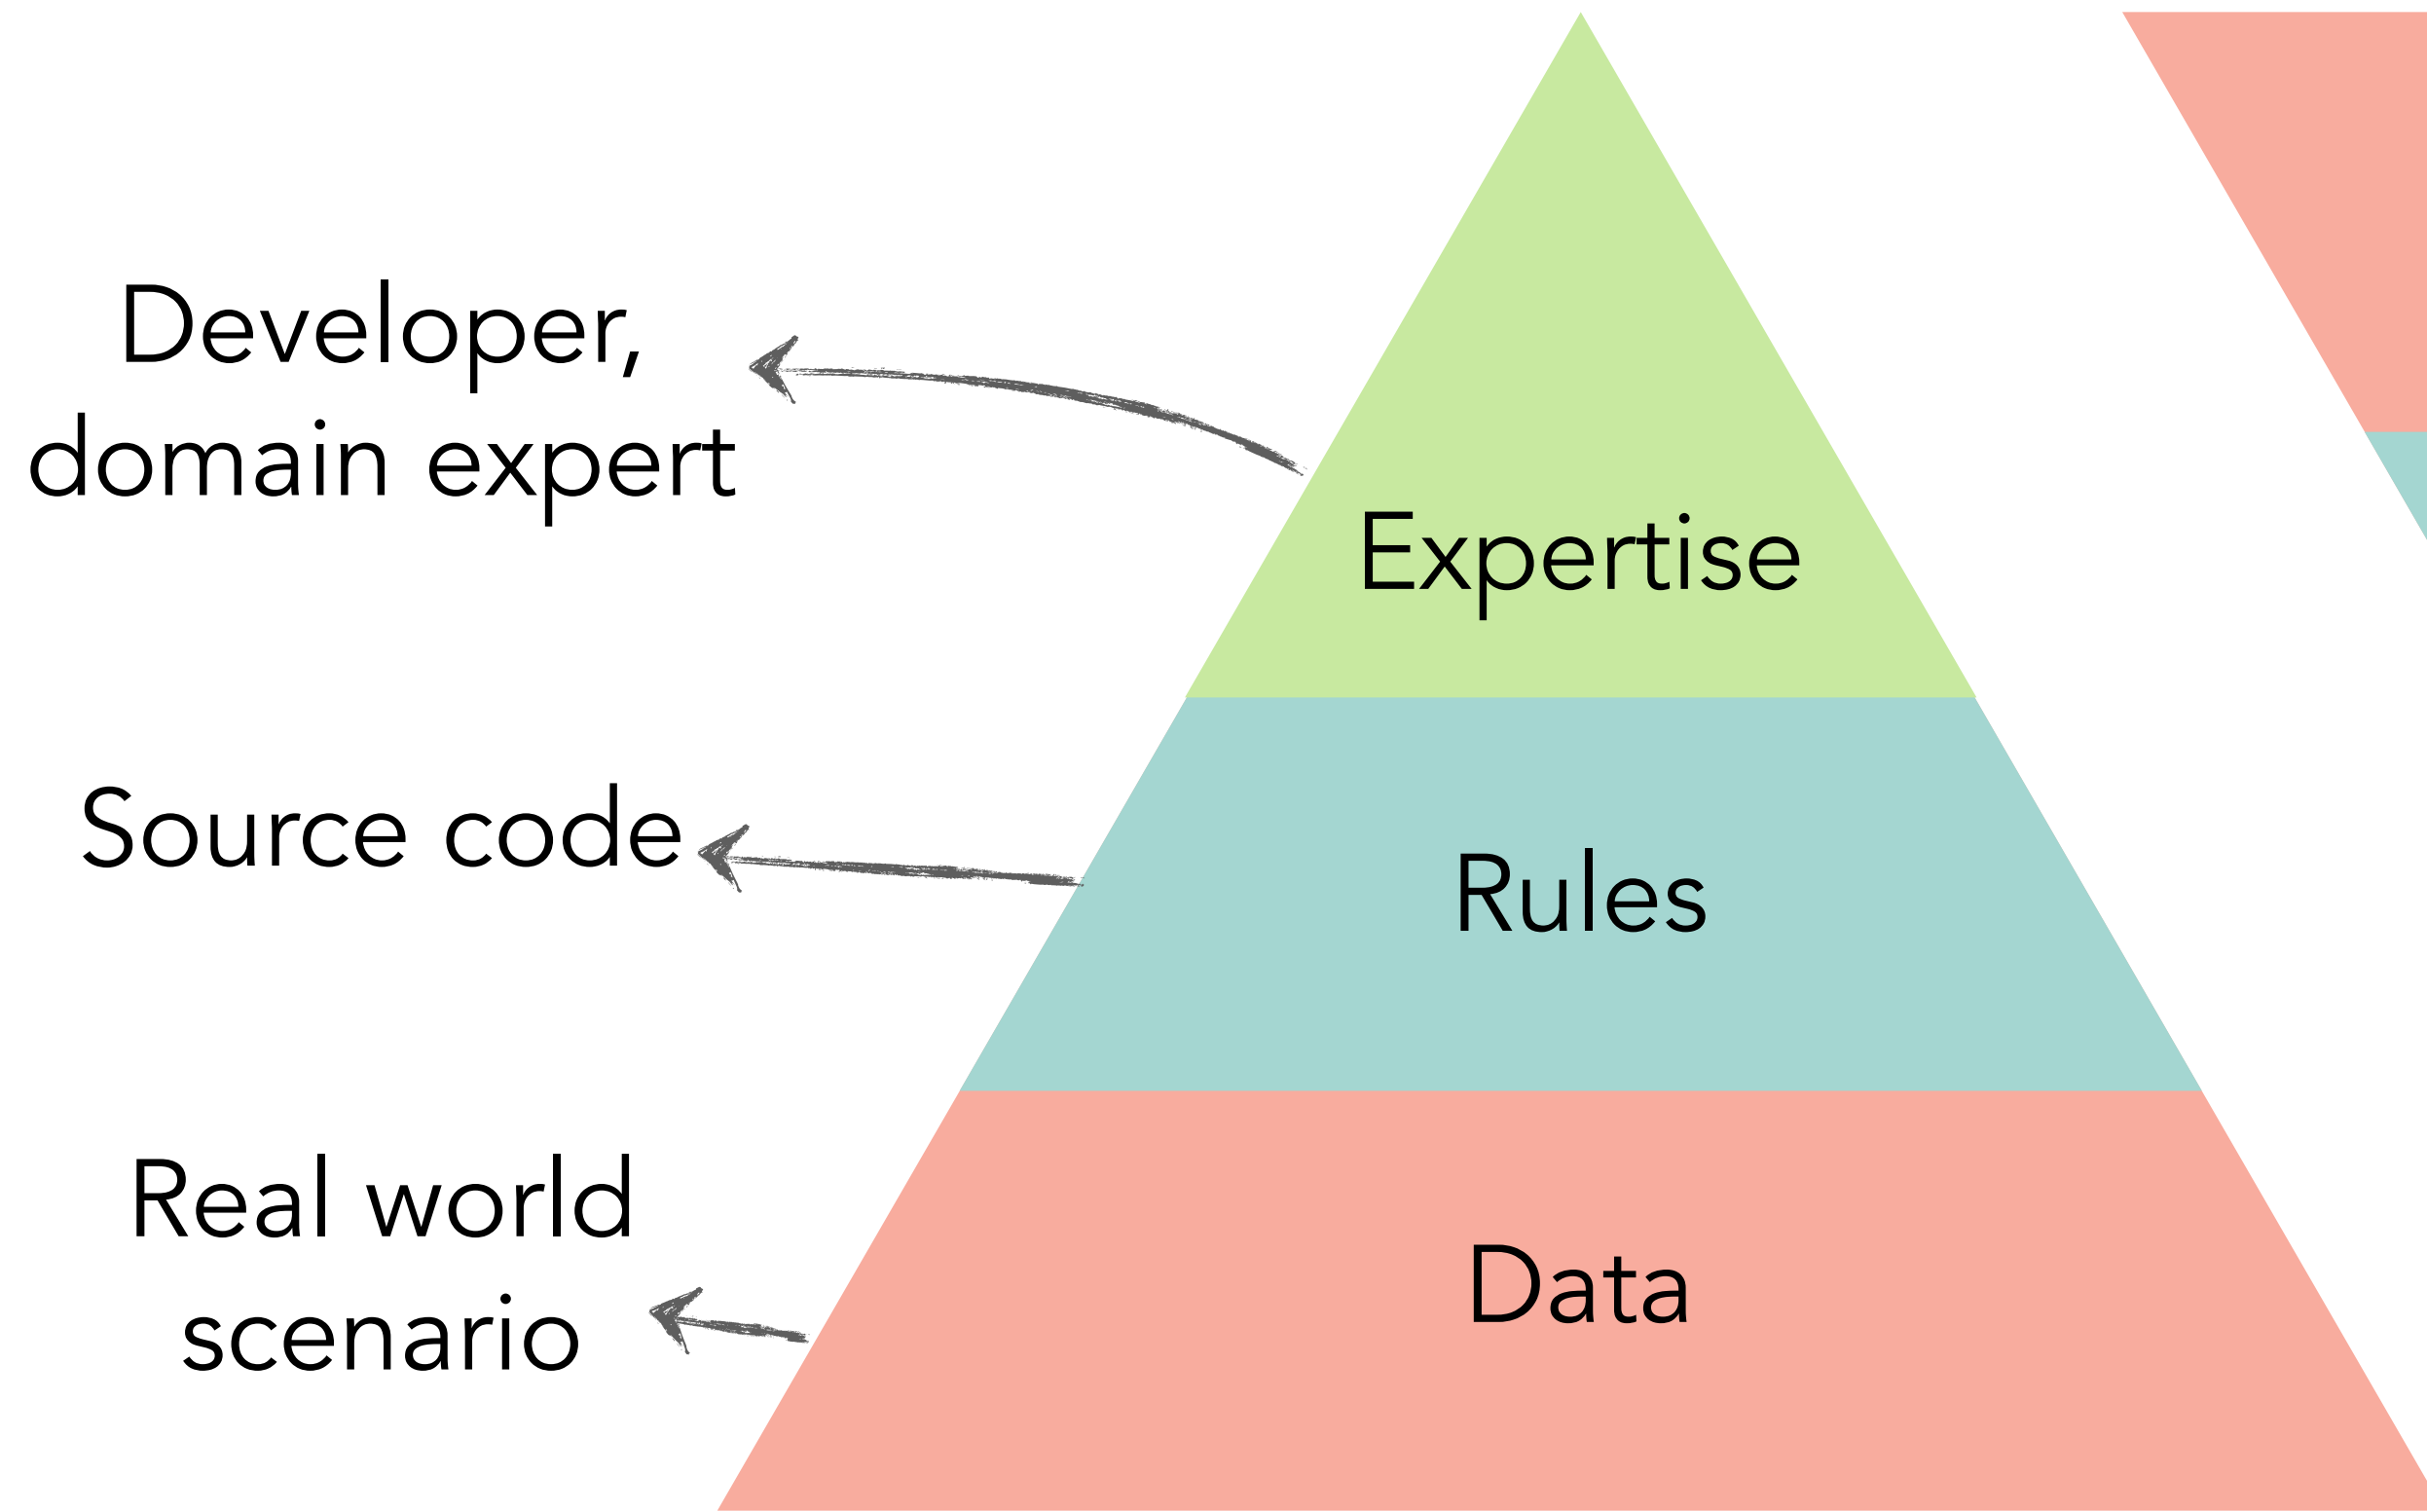 Developer,
domain expert
Expertise
Source code
Rules
Real world
scenario
Data